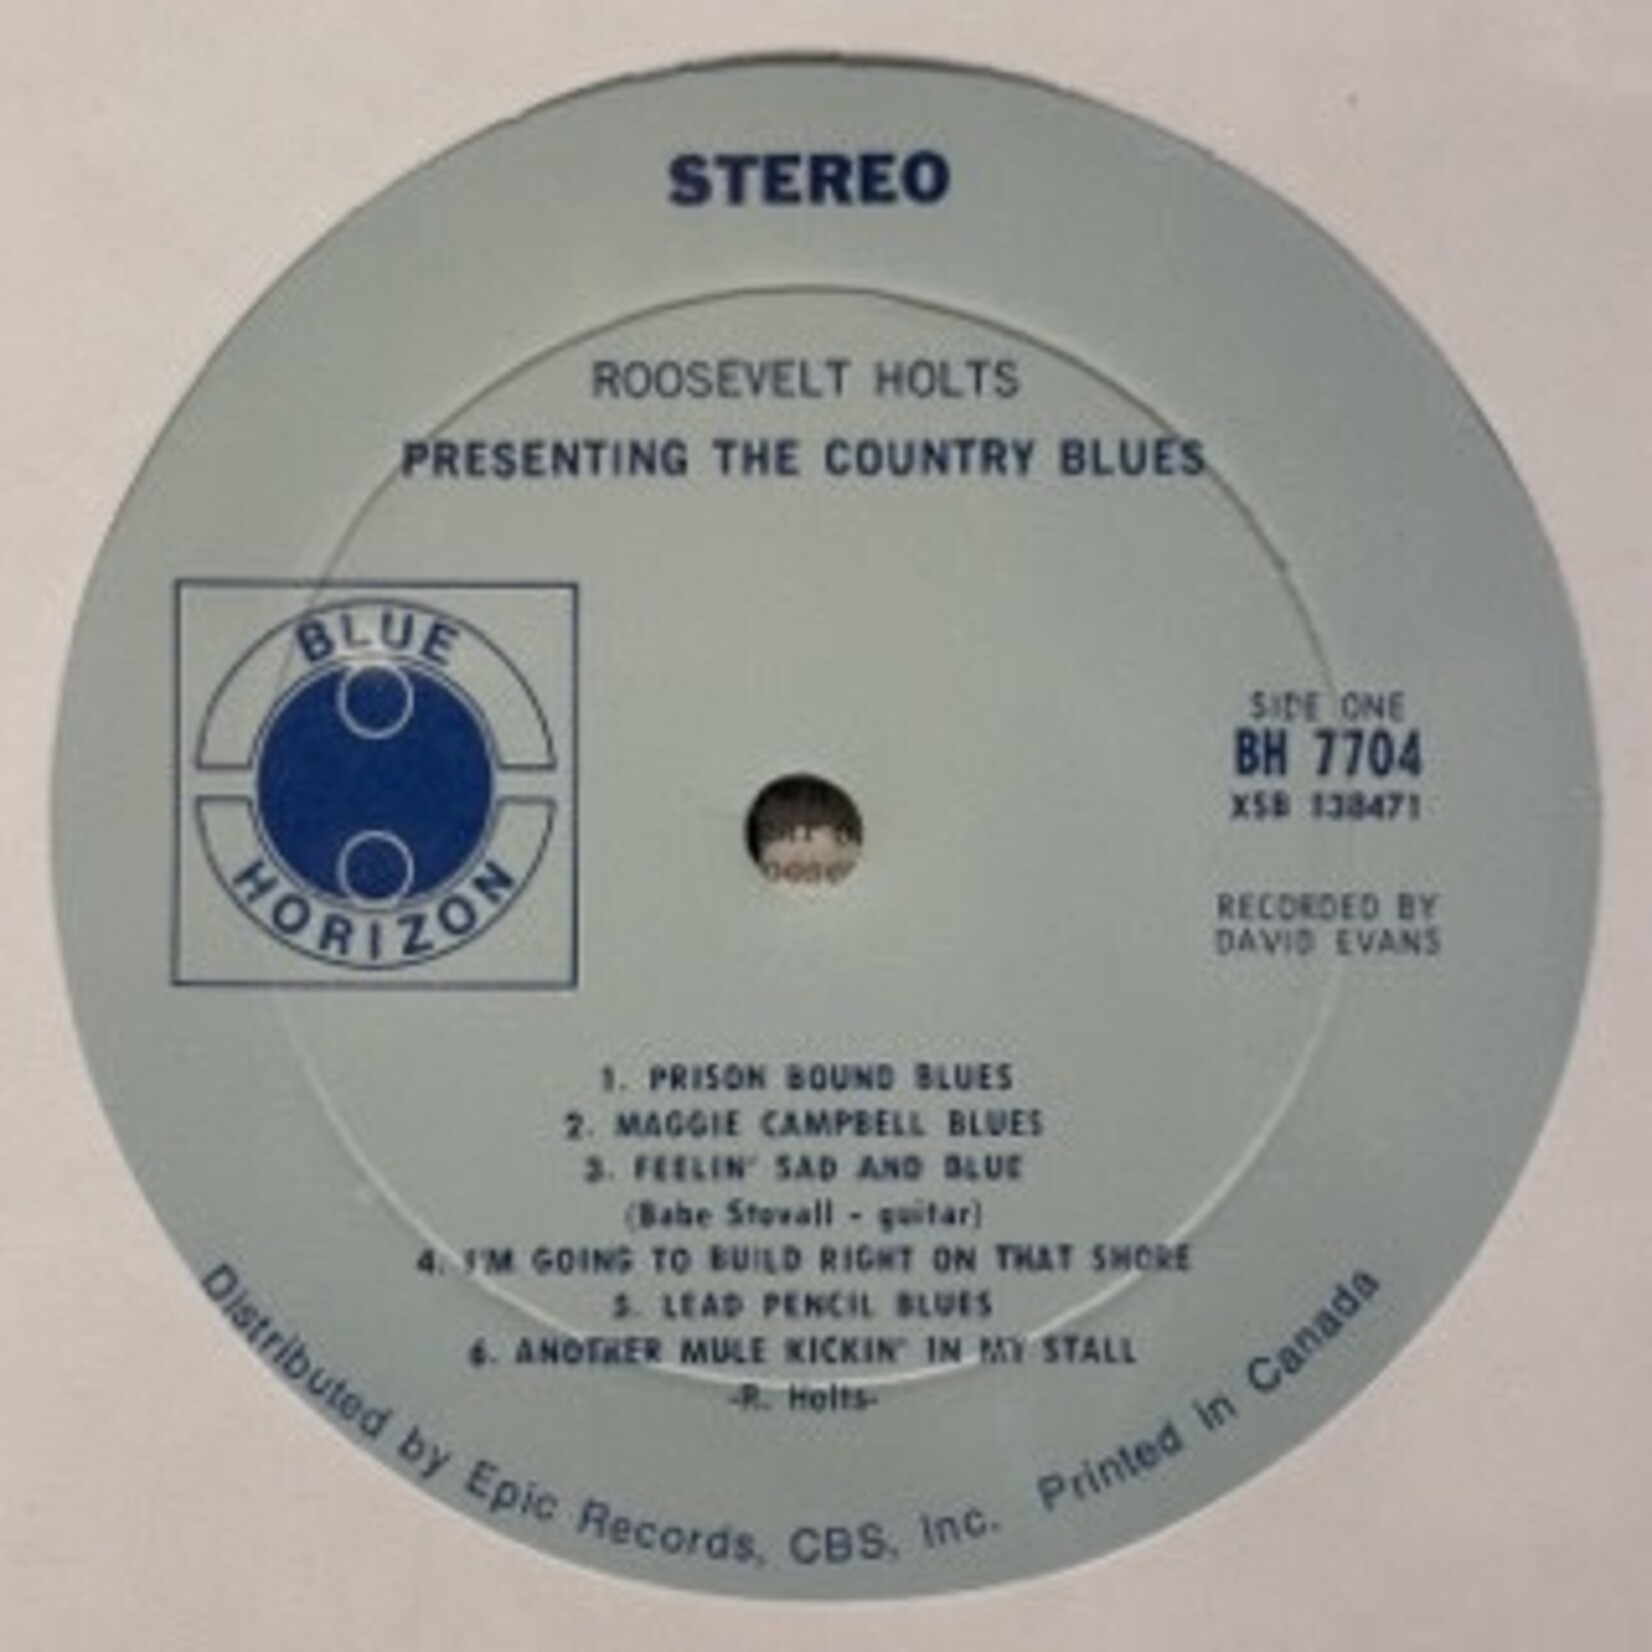 STEREO
ROOSEVELT HOLTS
PRESENTING THE COUNTRY BLUES
BLUE
HORIZON
SIDE ONE
BH 7704
XSB 138471
RECORDED BY
DAVID EVANS
1. PRISON BOUND BLUES
2. MAGGIE CAMPBELL BLUES
3. FEELIN' SAD AND BLUE
(Babe Stovall - guitar)
4. I'M GOING TO BUILD RIGHT ON THAT SHORE
5. LEAD PENCIL BLUES
6. ANOTHER MULE KICKIN' IN MY STALL
-R. Holts-
Distributed by Epic Records, CBS, Inc. Printed in Canada